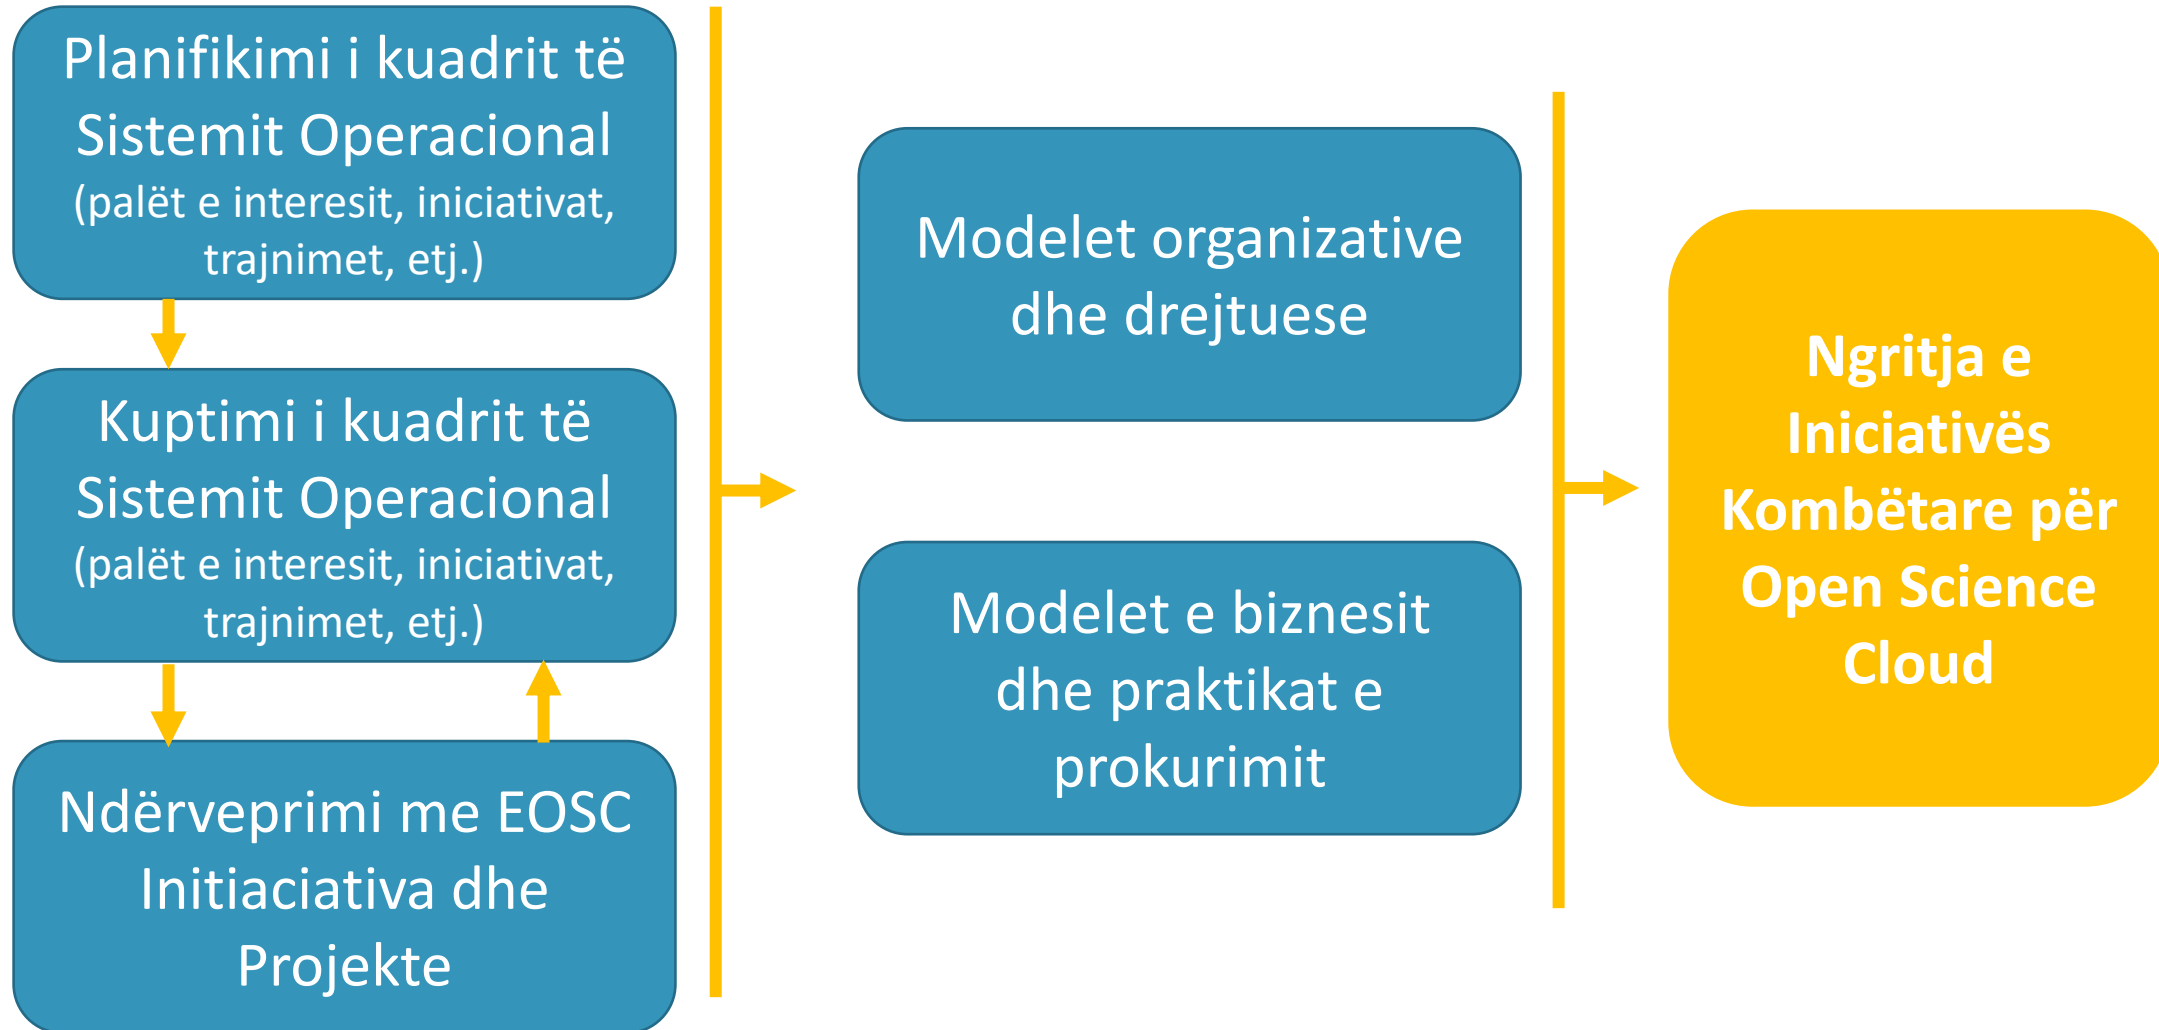 Planifikimi i kuadrit të
Sistemit Operacional
(palët e interesit, iniciativat,
trajnimet, etj.)
Kuptimi i kuadrit të
Sistemit Operacional
(palët e interesit, iniciativat,
trajnimet, etj.)
Ndërveprimi me EOSC
Initiaciativa dhe
Projekte
Modelet organizative
dhe drejtuese
Modelet e biznesit
dhe praktikat e
prokurimit
Ngritja e
Iniciativës
Kombëtare për
Open Science
Cloud